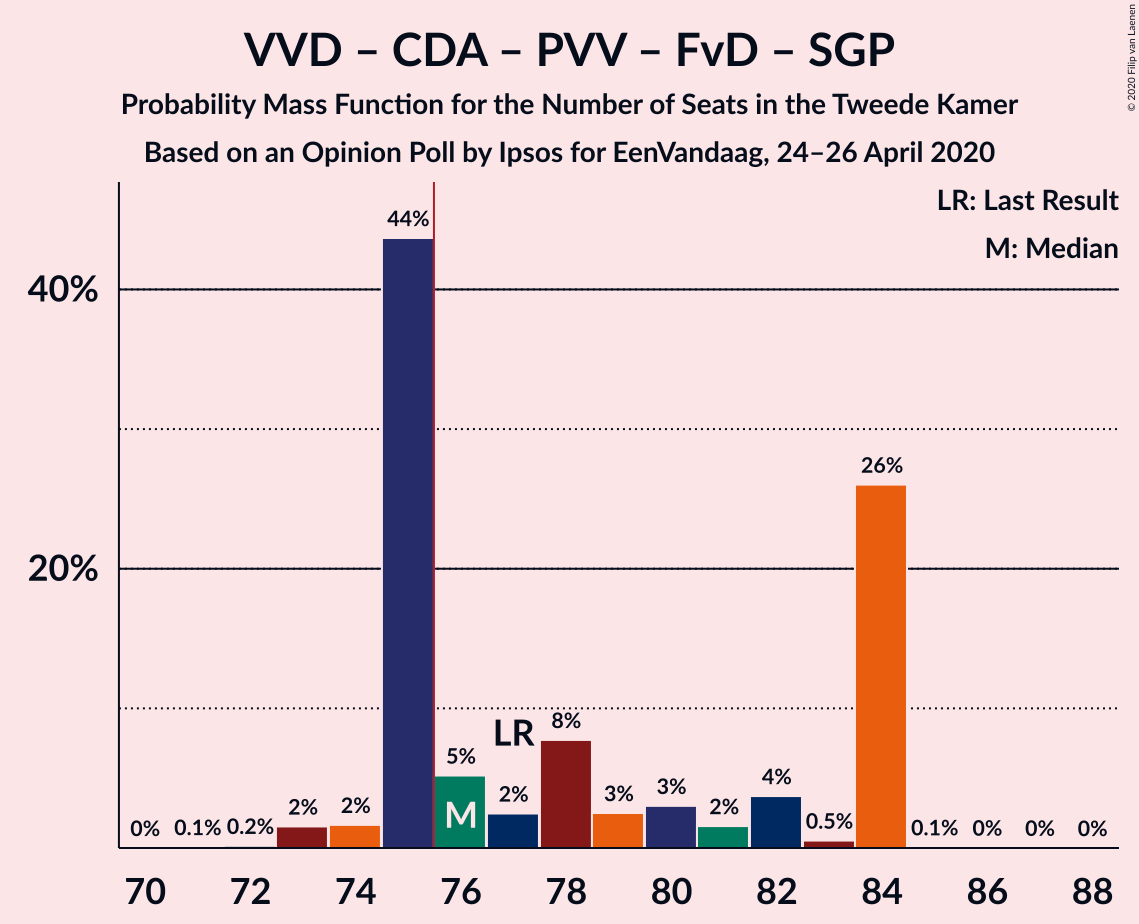 VVD – CDA – PVV – FvD – SGP
Probability Mass Function for the Number of Seats in the Tweede Kamer
Based on an Opinion Poll by Ipsos for EenVandaag, 24–26 April 2020
© 2020 Filip van Laenen
LR: Last Result
M: Median
40%
20%
0%
0.1%
0.2%
2%
2%
44%
5%
M
LR
2%
8%
3%
3%
2%
4%
0.5%
26%
0.1%
0%
0%
0%
70 72 74 76 78 80 82 84 86 88